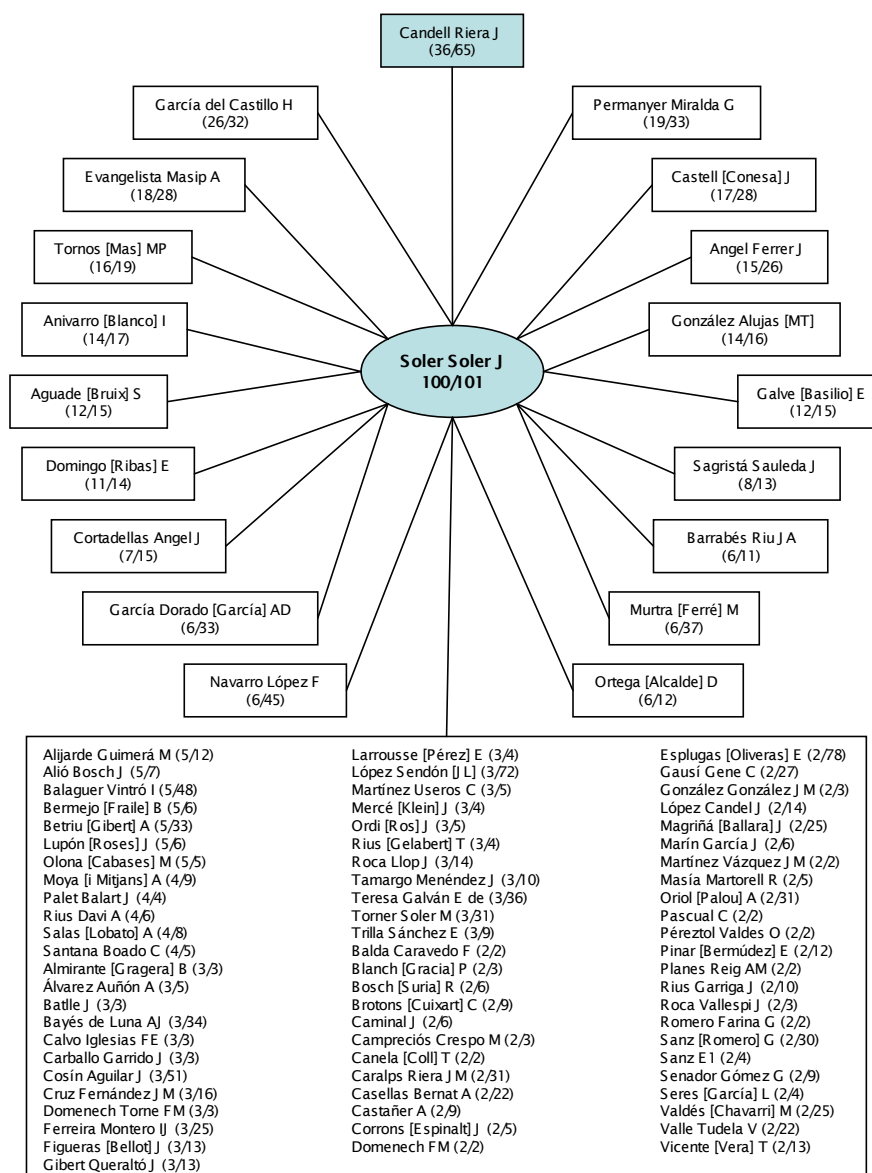 Candell Riera J
(36/65)
García del Castillo H
(26/32)
Permanyer Miralda G
(19/33)
Evangelista Masip A
(18/28)
Castell [Conesa] J
(17/28)
Tornos [Mas] MP
(16/19)
Angel Ferrer J
(15/26)
Anivarro [Blanco] I
(14/17)
González Alujas [MT]
(14/16)
Soler Soler J
100/101
Aguade [Bruix] S
(12/15)
Galve [Basilio] E
(12/15)
Domingo [Ribas] E
(11/14)
Sagristá Sauleda J
(8/13)
Cortadellas Angel J
(7/15)
Barrabés Riu J A
(6/11)
García Dorado [García] AD
(6/33)
Murtra [Ferré] M
(6/37)
Navarro López F
(6/45)
Ortega [Alcalde] D
(6/12)
Alijarde Guimerá M (5/12)
Alió Bosch J (5/7)
Balaguer Vintró I (5/48)
Bermejo [Fraile] B (5/6)
Betriu [Gibert] A (5/33)
Lupón [Roses] J (5/6)
Olona [Cabases] M (5/5)
Moya [i Mitjans] A (4/9)
Palet Balart J (4/4)
Rius Davi A (4/6)
Salas [Lobato] A (4/8)
Santana Boado C (4/5)
Almirante [Gragera] B (3/3)
Álvarez Auñón A (3/5)
Batlle J (3/3)
Bayés de Luna AJ (3/34)
Calvo Iglesias FE (3/3)
Carballo Garrido J (3/3)
Cosín Aguilar J (3/51)
Cruz Fernández J M (3/16)
Domenech Torne FM (3/3)
Ferreira Montero IJ (3/25)
Figueras [Bellot] J (3/13)
Gibert Queraltó J (3/13)
Larrousse [Pérez] E (3/4)
López Sendón [J L] (3/72)
Martínez Useros C (3/5)
Mercé [Klein] J (3/4)
Ordi [Ros] J (3/5)
Rius [Gelabert] T (3/4)
Roca Llop J (3/14)
Tamargo Menéndez J (3/10)
Teresa Galván E de (3/36)
Torner Soler M (3/31)
Trilla Sánchez E (3/9)
Balda Caravedo F (2/2)
Blanch [Gracia] P (2/3)
Bosch [Suria] R (2/6)
Brotons [Cuixart] C (2/9)
Caminal J (2/6)
Campreciós Crespo M (2/3)
Canela [Coll] T (2/2)
Caralps Riera J M (2/31)
Casellas Bernat A (2/22)
Castañer A (2/9)
Corrons [Espinalt] J (2/5)
Domenech FM (2/2)
Esplugas [Oliveras] E (2/78)
Gausí Gene C (2/27)
González González J M (2/3)
López Candel J (2/14)
Magriñá [Ballara] J (2/25)
Marín García J (2/6)
Martínez Vázquez J M (2/2)
Masía Martorell R (2/5)
Oriol [Palou] A (2/31)
Pascual C (2/2)
Péreztol Valdes O (2/2)
Pinar [Bermúdez] E (2/12)
Planes Reig AM (2/2)
Rius Garriga J (2/10)
Roca Vallespi J (2/3)
Romero Farina G (2/2)
Sanz [Romero] G (2/30)
Sanz E1 (2/4)
Senador Gómez G (2/9)
Seres [García] L (2/4)
Valdés [Chavarri] M (2/25)
Valle Tudela V (2/22)
Vicente [Vera] T (2/13)